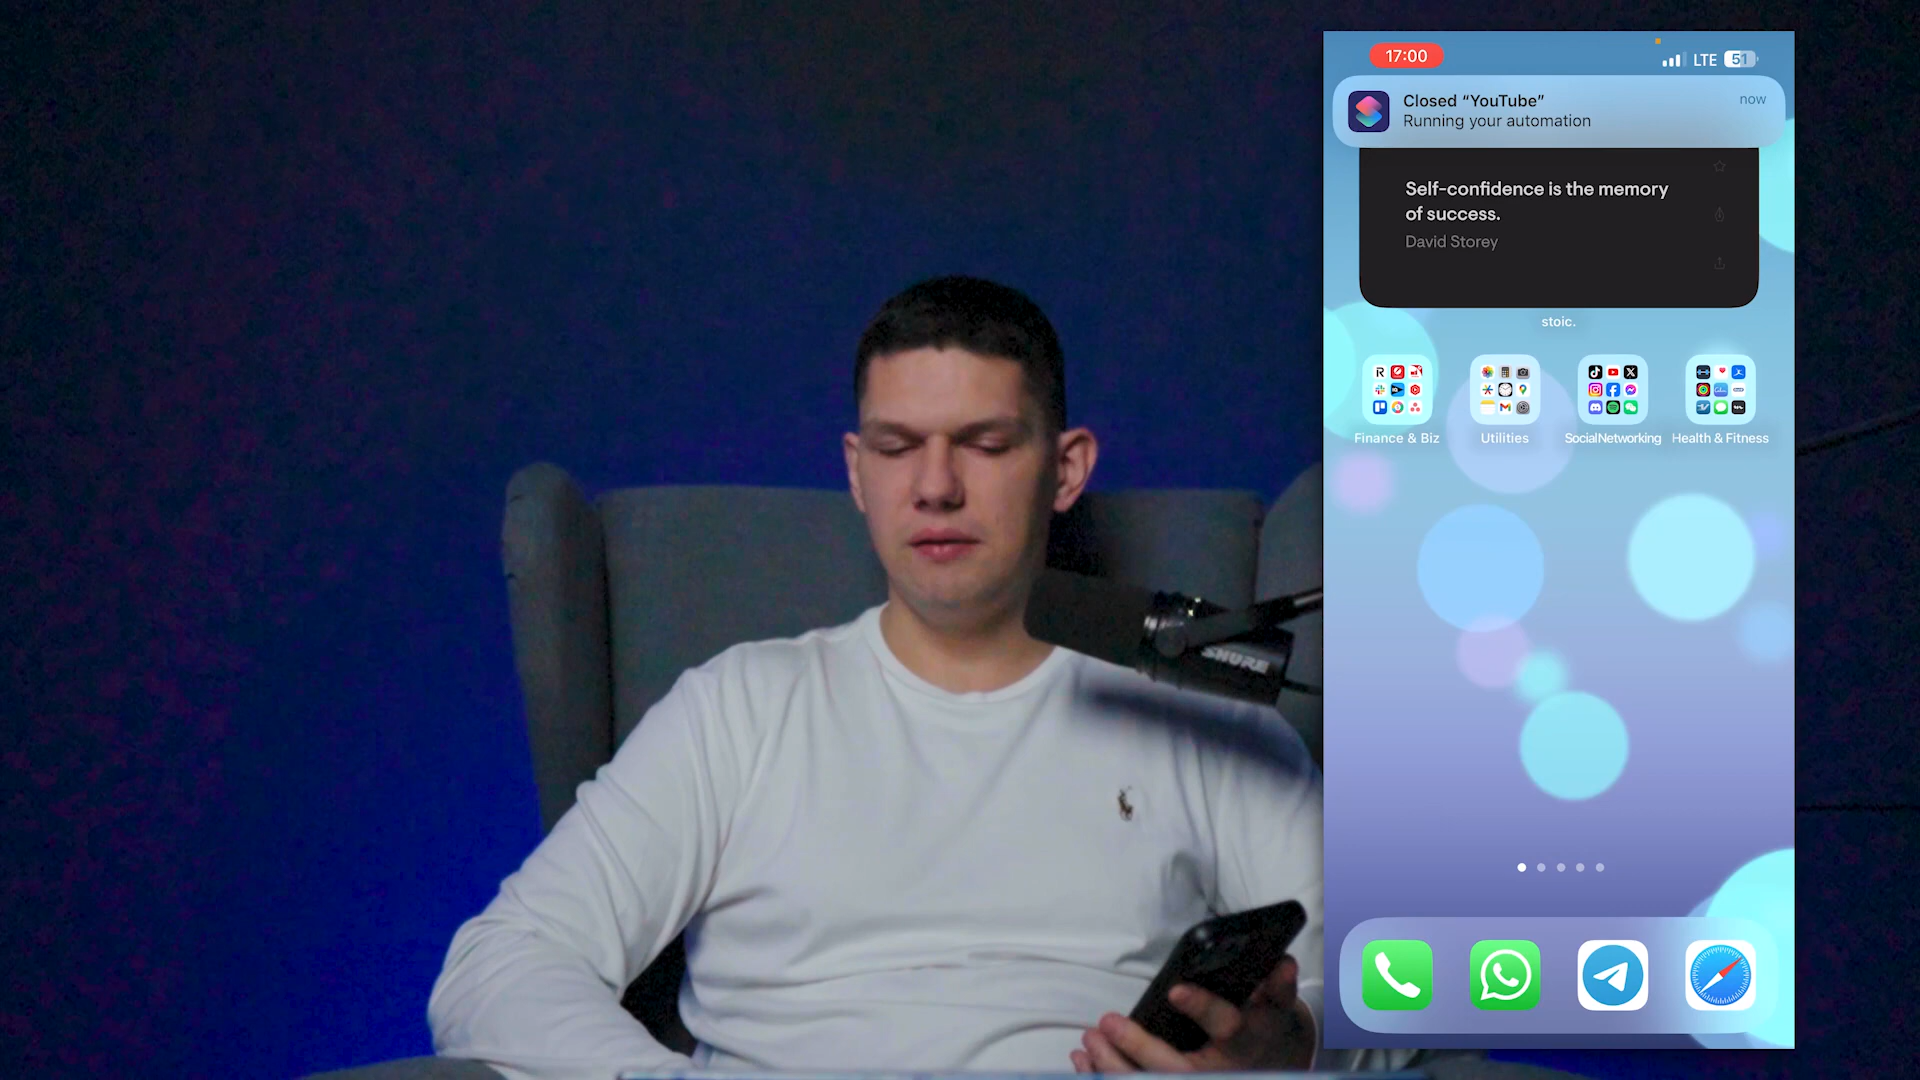 17:00
LTE
51
Closed “YouTube”
now
Running your automation
Self-confidence is the memory
of success.
David Storey
stoic.
Finance & Biz
Utilities
SocialNetworking
Health & Fitness
SHURE